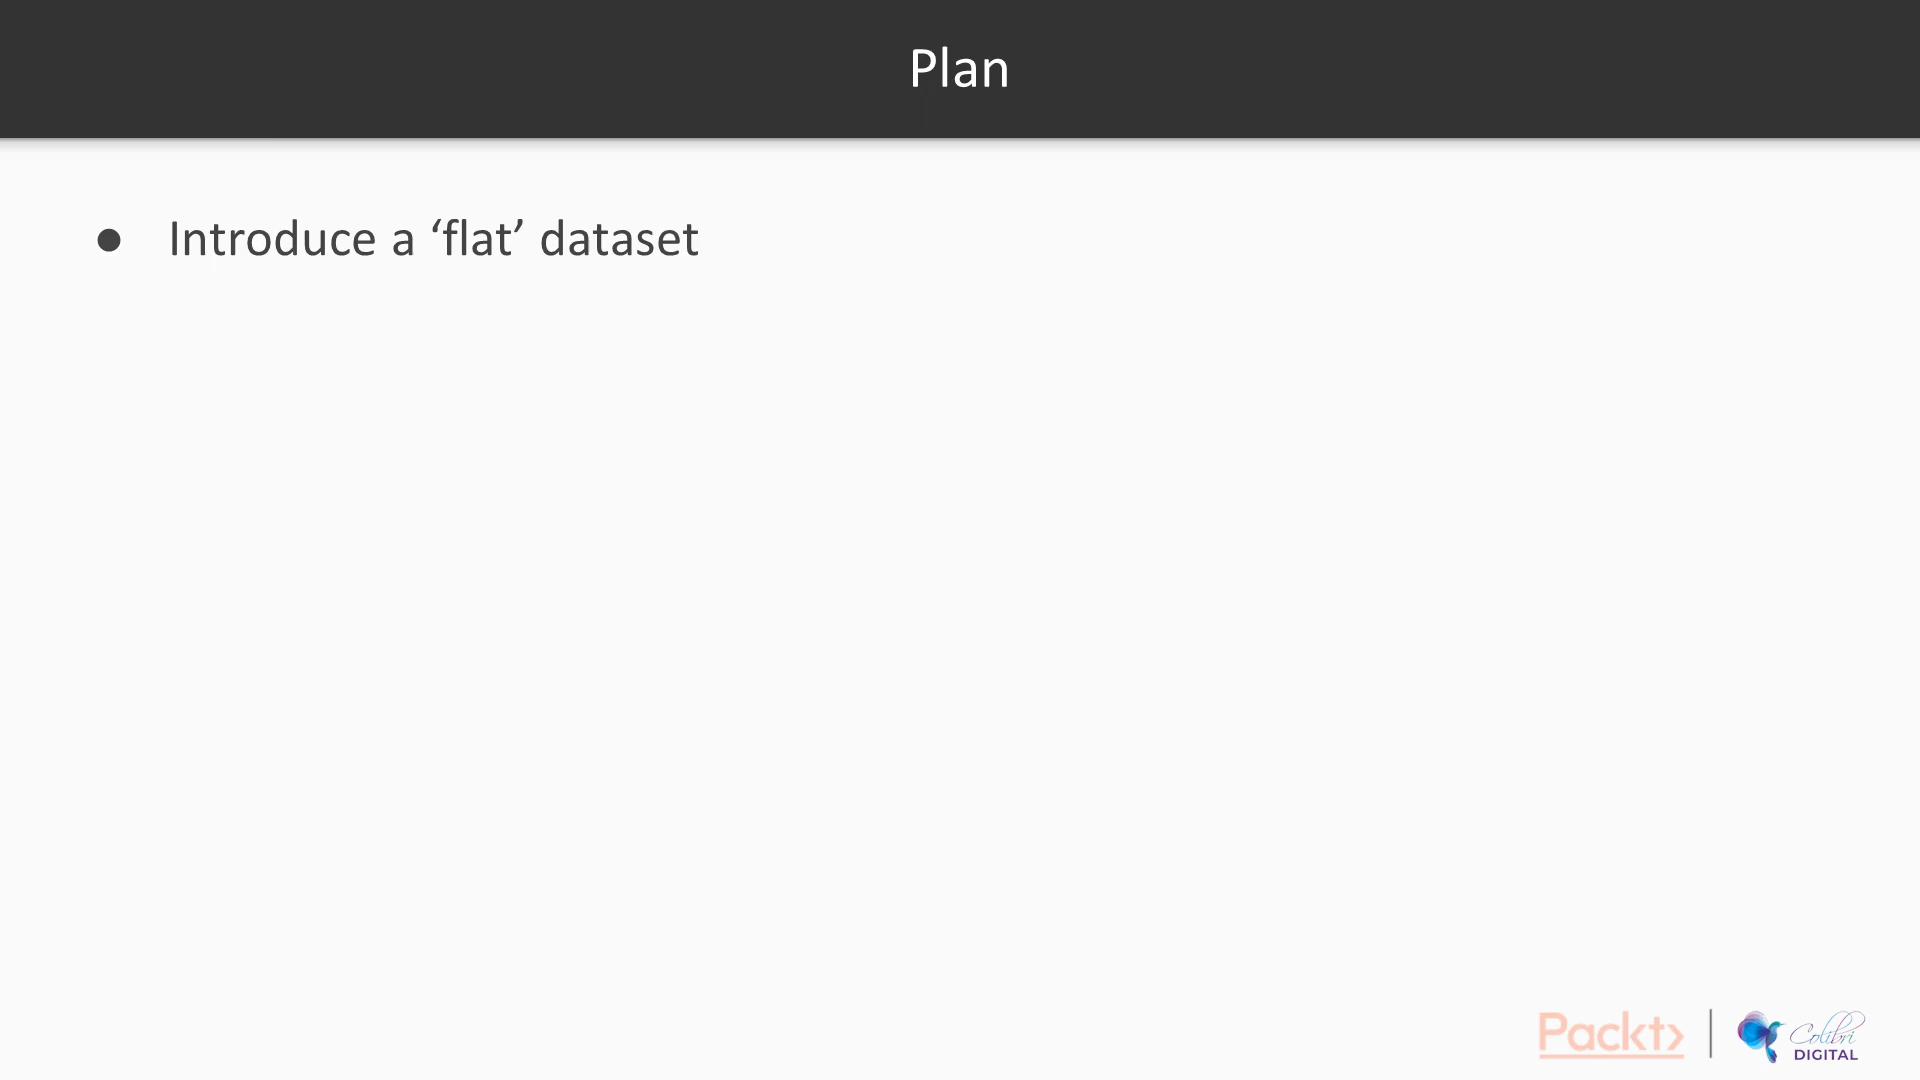 Plan
● Introduce a ‘flat’ dataset
Packt>
Colibri
DIGITAL